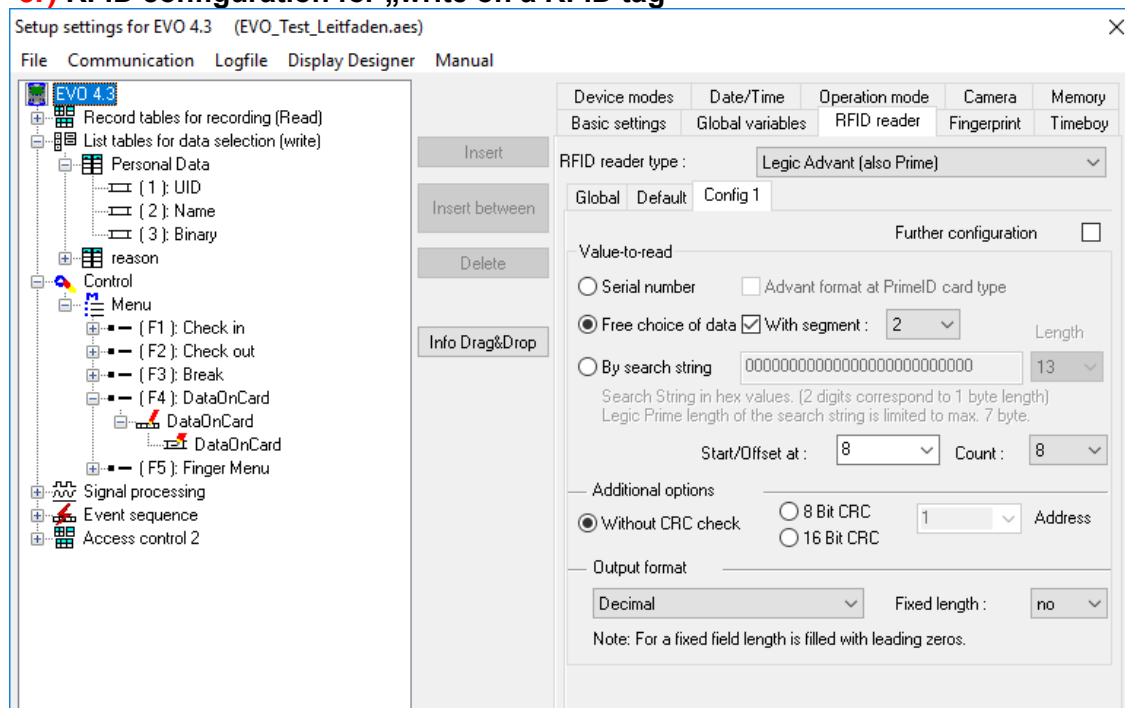 RFID configuration for „write on a RFID tag
Setup settings for EVO 4.3 (EVO_Test_Leitfaden.aes)
File Communication Logfile Display Designer Manual
EVO 4.3
Record tables for recording (Read)
List tables for data selection (write)
Personal Data
( 1 ): UID
( 2 ): Name
( 3 ): Binary
reason
Control
Menu
( F1 ): Check in
( F2 ): Check out
( F3 ): Break
( F4 ): DataOnCard
DataOnCard
DataOnCard
( F5 ): Finger Menu
Signal processing
Event sequence
Access control 2
Insert
Insert between
Delete
Info Drag&Drop
Device modes Date/Time Operation mode Camera Memory
Basic settings Global variables RFID reader Fingerprint Timeboy
RFID reader type : Legic Advant (also Prime)
Global Default Config 1
Further configuration
Value-to-read
Serial number Advant format at PrimeID card type
Free choice of data With segment : 2
Length
By search string 00000000000000000000000000 13
Search String in hex values. (2 digits correspond to 1 byte length)
Legic Prime length of the search string is limited to max. 7 byte.
Start/Offset at : 8 Count : 8
Additional options
Without CRC check 8 Bit CRC 1 Address
16 Bit CRC
Output format
Decimal Fixed length : no
Note: For a fixed field length is filled with leading zeros.